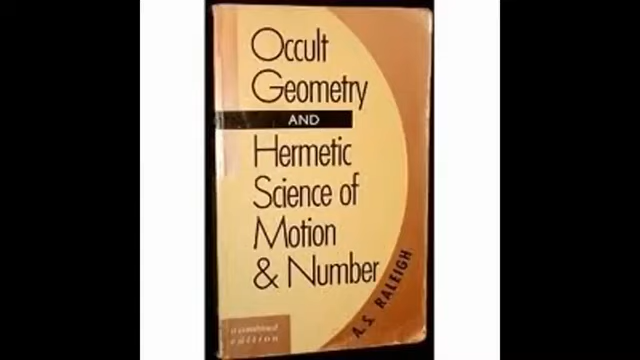 Occult
Geometry
AND
Hermetic
Science of
Motion
& Number
A.S. RALEIGH
a combined
edition